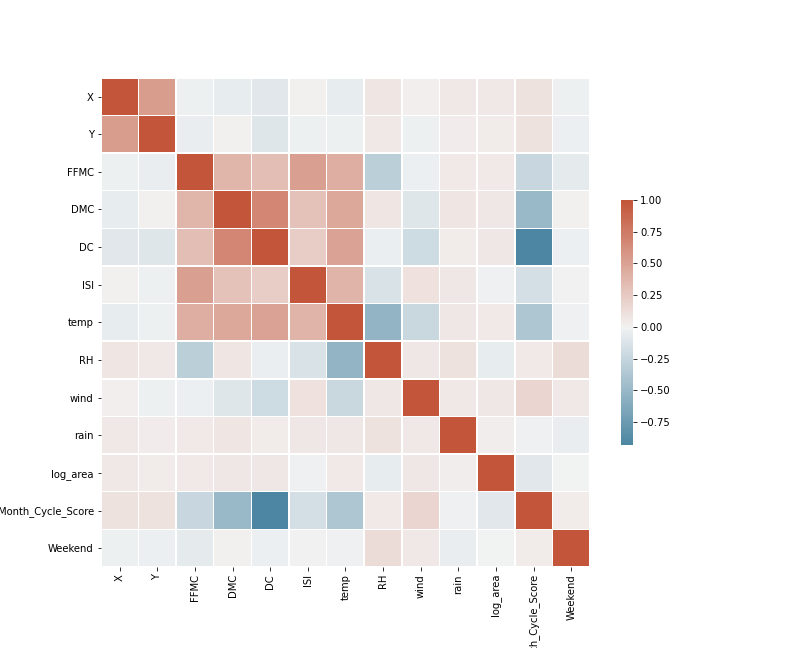 X
Y
FFMC
DMC
DC
ISI
temp
RH
wind
rain
log_area
Month_Cycle_Score
Weekend
X
Y
FFMC
DMC
DC
ISI
temp
RH
wind
rain
log_area
th_Cycle_Score
Weekend
1.00
0.75
0.50
0.25
0.00
−0.25
−0.50
−0.75